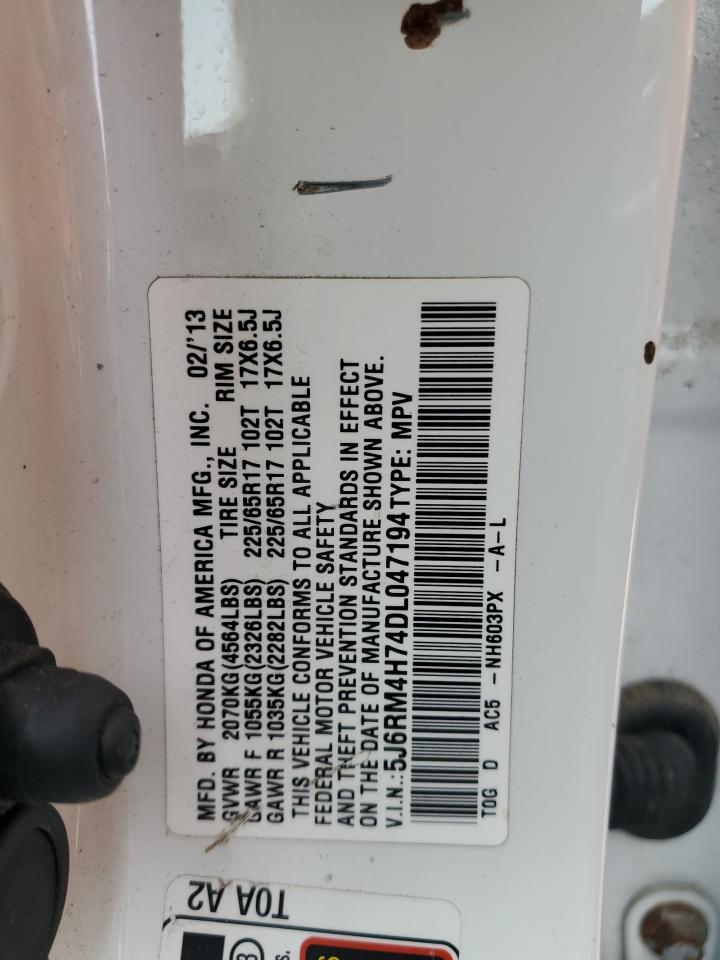 MFD. BY HONDA OF AMERICA MFG., INC. 02/'13
GVWR 2070KG(4564LBS) TIRE SIZE RIM SIZE
GAWR F 1055KG(2326LBS) 225/65R17 102T 17X6.5J
GAWR R 1035KG(2282LBS) 225/65R17 102T 17X6.5J
THIS VEHICLE CONFORMS TO ALL APPLICABLE
FEDERAL MOTOR VEHICLE SAFETY
AND THEFT PREVENTION STANDARDS IN EFFECT
ON THE DATE OF MANUFACTURE SHOWN ABOVE.
V.I.N.:5J6RM4H74DL047194 TYPE: MPV
T0G D AC5 -NH603PX -A-L
T0A A2